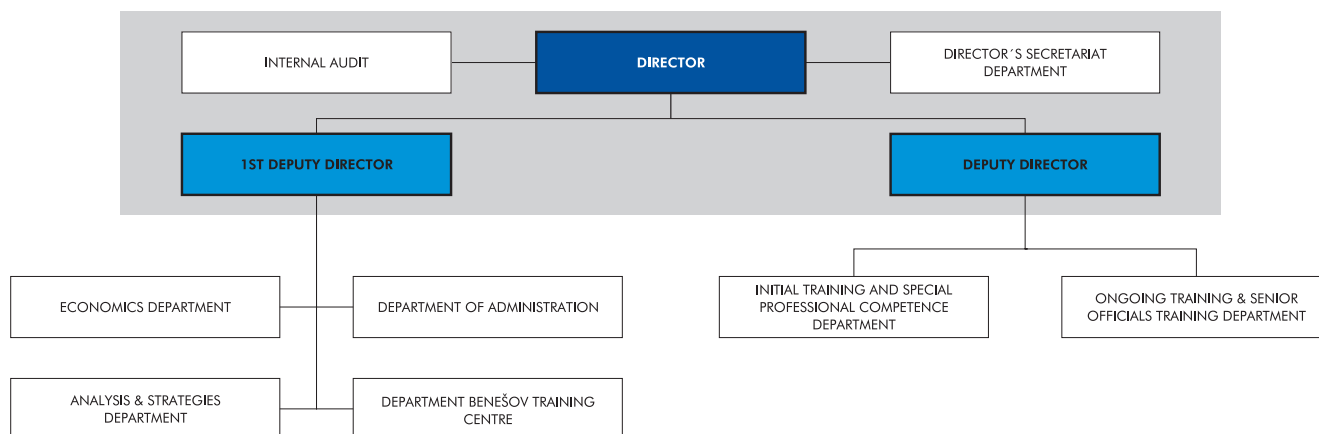 INTERNAL AUDIT
DIRECTOR
DIRECTOR´S SECRETARIAT
DEPARTMENT
1ST DEPUTY DIRECTOR
DEPUTY DIRECTOR
ECONOMICS DEPARTMENT
DEPARTMENT OF ADMINISTRATION
INITIAL TRAINING AND SPECIAL
PROFESSIONAL COMPETENCE
DEPARTMENT
ONGOING TRAINING & SENIOR
OFFICIALS TRAINING DEPARTMENT
ANALYSIS & STRATEGIES
DEPARTMENT
DEPARTMENT BENEŠOV TRAINING
CENTRE